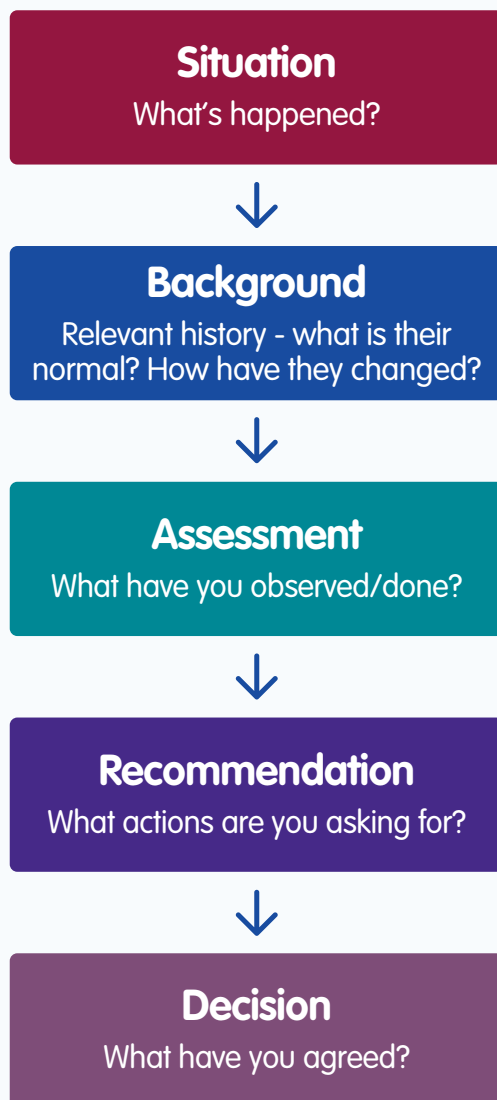 Situation
What's happened?
Background
Relevant history - what is their
normal? How have they changed?
Assessment
What have you observed/done?
Recommendation
What actions are you asking for?
Decision
What have you agreed?